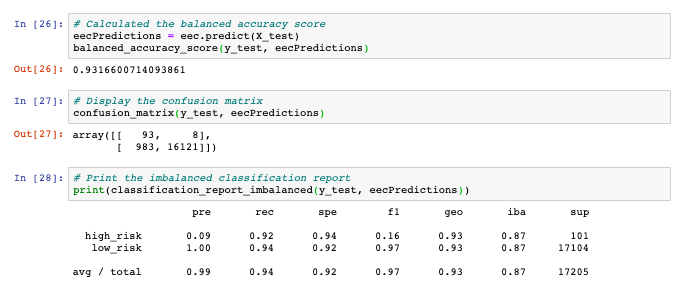 In [26]: # Calculated the balanced accuracy score
eecPredictions = eec.predict(X_test)
balanced_accuracy_score(y_test, eecPredictions)
Out[26]: 0.9316600714093861
In [27]: # Display the confusion matrix
confusion_matrix(y_test, eecPredictions)
Out[27]: array([[   93,     8],
       [  983, 16121]])
In [28]: # Print the imbalanced classification report
print(classification_report_imbalanced(y_test, eecPredictions))
pre rec spe f1 geo iba sup
high_risk 0.09 0.92 0.94 0.16 0.93 0.87 101
low_risk 1.00 0.94 0.92 0.97 0.93 0.87 17104
avg / total 0.99 0.94 0.92 0.97 0.93 0.87 17205